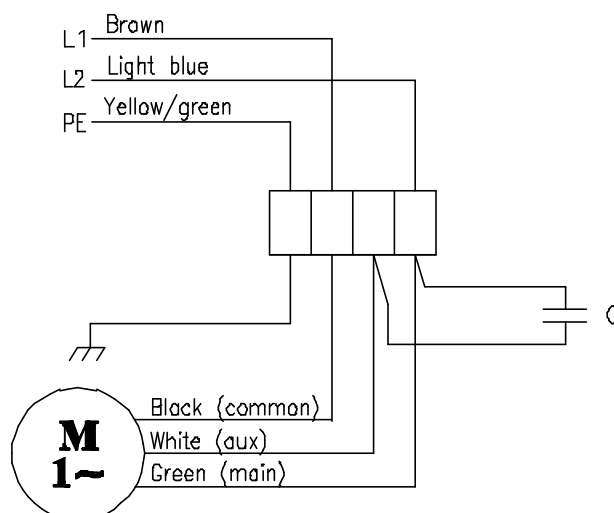 L1 Brown
L2 Light blue
PE Yellow/green
Black (common)
White (aux)
Green (main)
M
1~